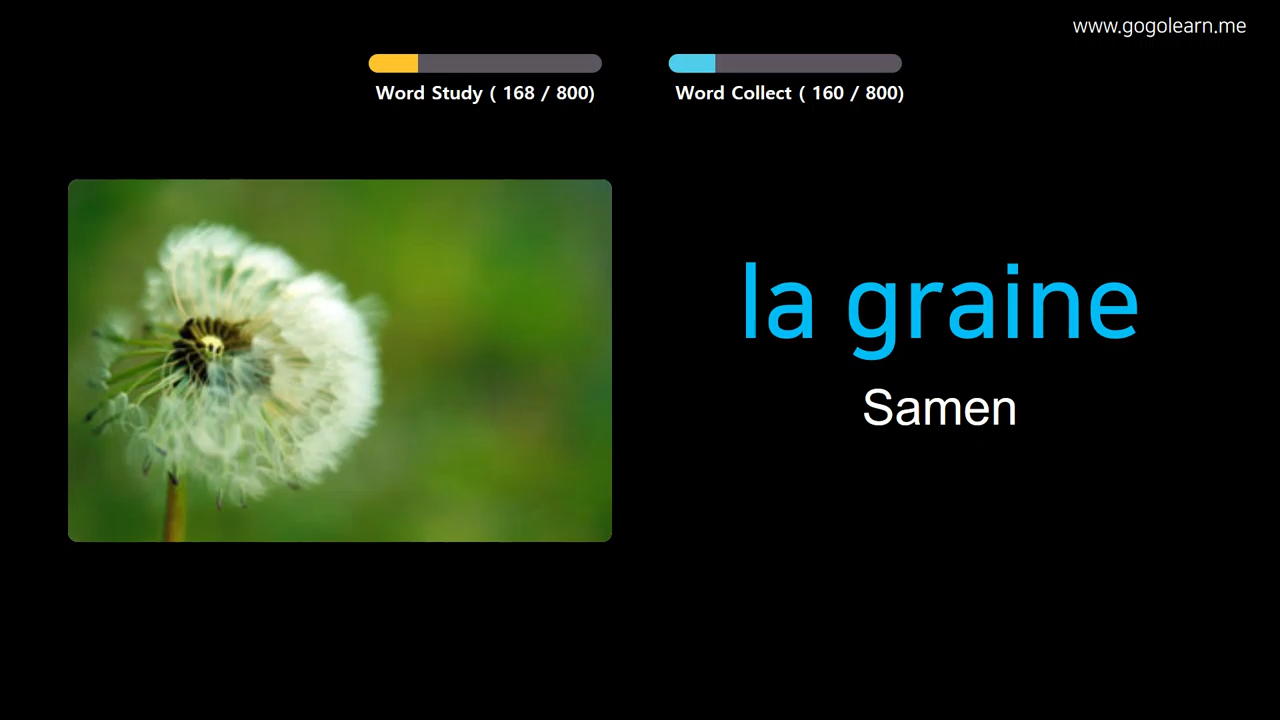 www.gogolearn.me
Word Study ( 168 / 800)
Word Collect ( 160 / 800)
la graine
Samen